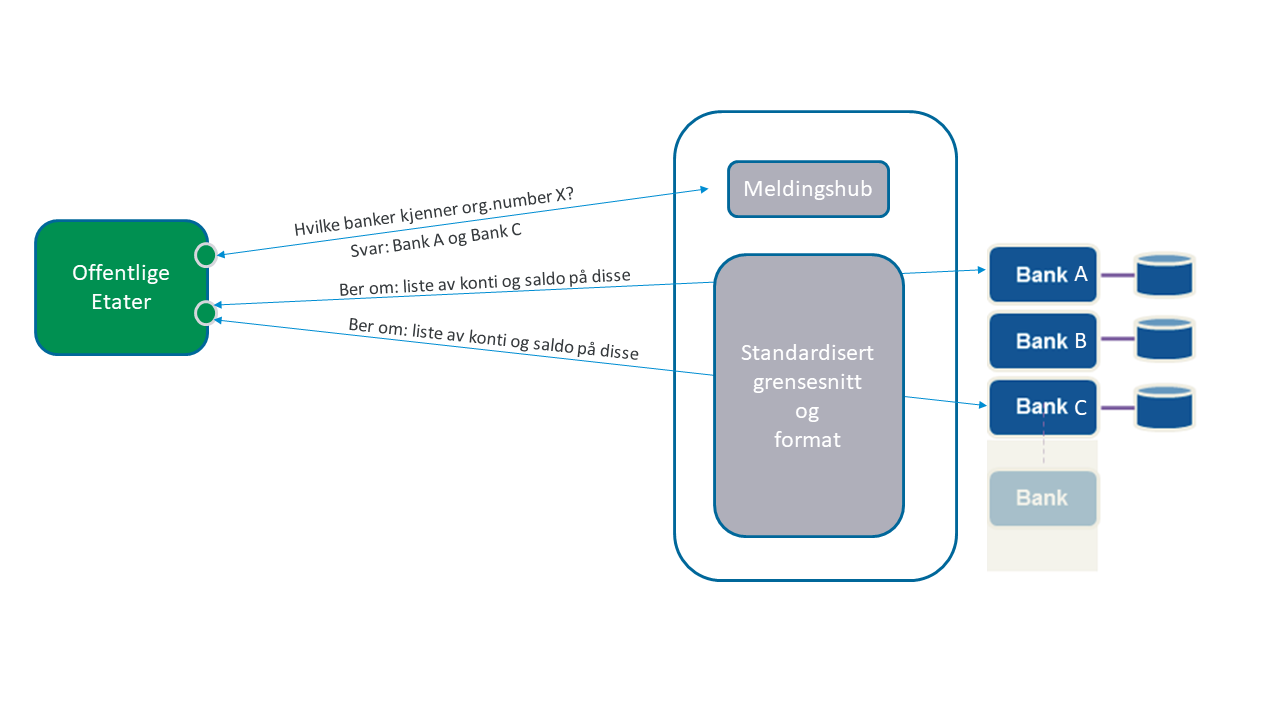 Meldingshub
Hvilke banker kjenner org.number X?
Svar: Bank A og Bank C
Offentlige
Etater
Ber om: liste av konti og saldo på disse
Ber om: liste av konti og saldo på disse
Standardisert
grensesnitt
og
format
Bank A
Bank B
Bank C
Bank